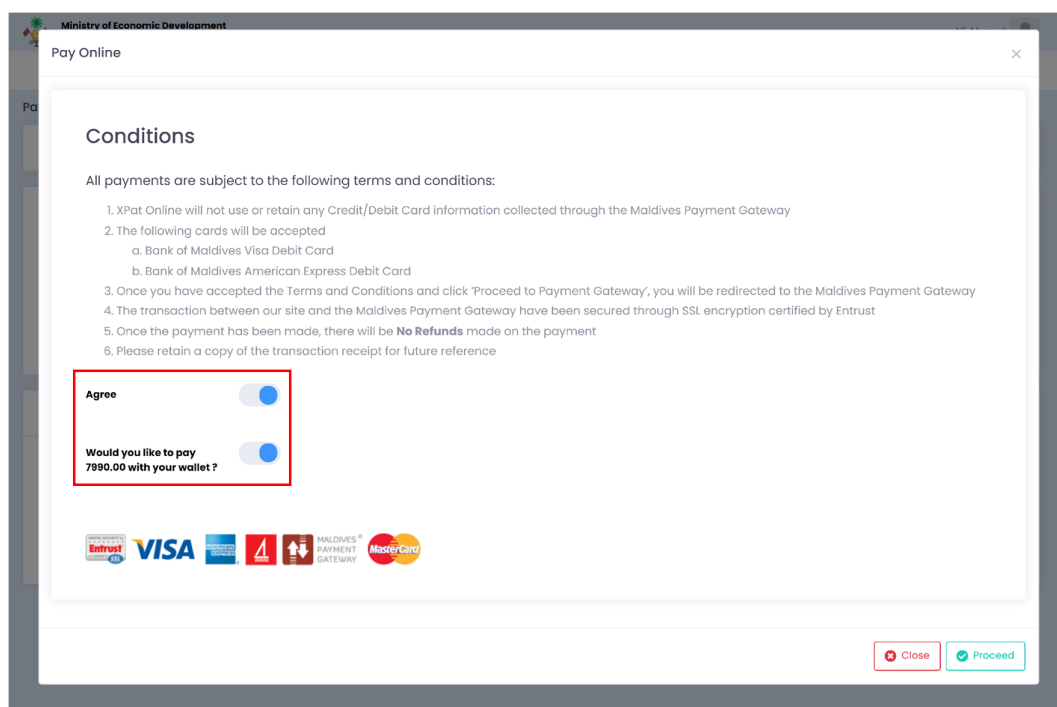 Ministry of Economic Development
Pay Online
Conditions
All payments are subject to the following terms and conditions:
1. XPat Online will not use or retain any Credit/Debit Card information collected through the Maldives Payment Gateway
2. The following cards will be accepted
a. Bank of Maldives Visa Debit Card
b. Bank of Maldives American Express Debit Card
3. Once you have accepted the Terms and Conditions and click ‘Proceed to Payment Gateway’, you will be redirected to the Maldives Payment Gateway
4. The transaction between our site and the Maldives Payment Gateway have been secured through SSL encryption certified by Entrust
5. Once the payment has been made, there will be No Refunds made on the payment
6. Please retain a copy of the transaction receipt for future reference
Agree
Would you like to pay
7990.00 with your wallet ?
Entrust
SSL
VISA
AMERICAN
EXPRESS
MALDIVES
PAYMENT
GATEWAY
MasterCard
Close
Proceed